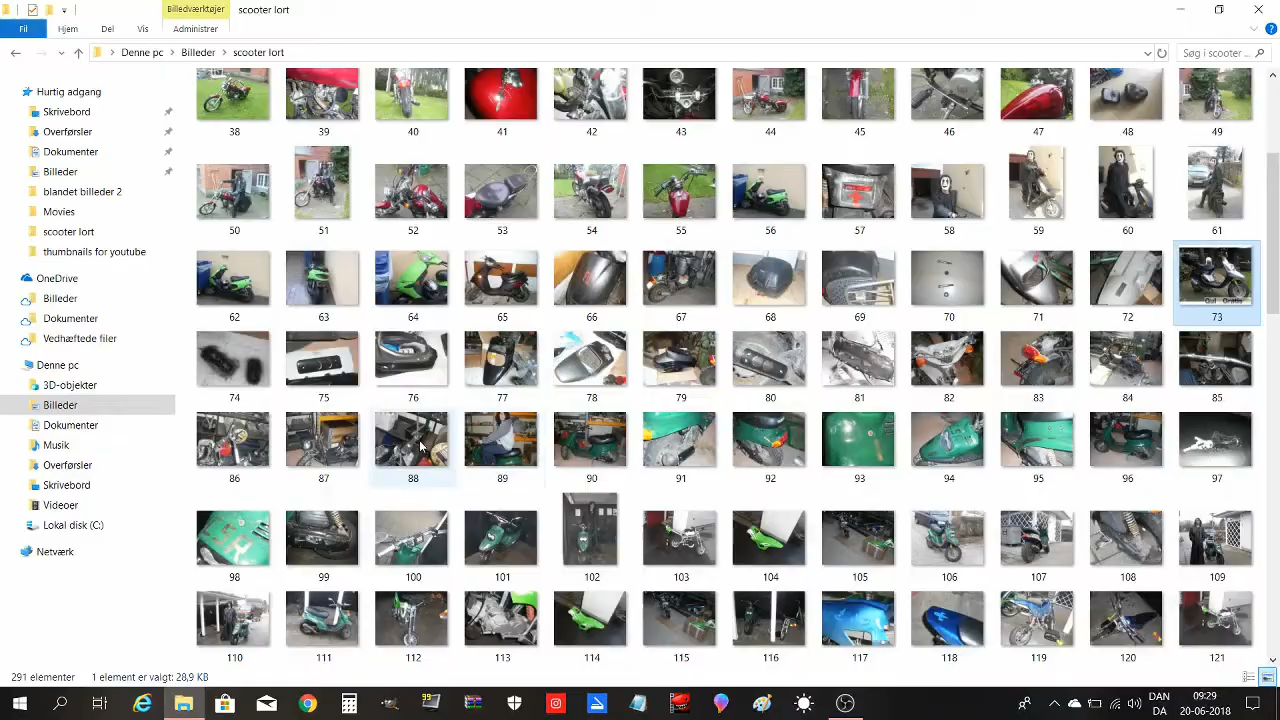 Billedværktøjer
scooter lort
Fil
Hjem
Del
Vis
Administrer
Denne pc
Billeder
scooter lort
Søg i scooter ...
Hurtig adgang
Skrivebord
Overførsler
Dokumenter
Billeder
blandet billeder 2
Movies
scooter lort
thumbnails for youtube
OneDrive
Billeder
Dokumenter
Vedhæftede filer
Denne pc
3D-objekter
Billeder
Dokumenter
Musik
Overførsler
Skrivebord
Videoer
Lokal disk (C:)
Netværk
38 39 40 41 42 43 44 45 46 47 48 49
50 51 52 53 54 55 56 57 58 59 60 61
Gul Gratis
62 63 64 65 66 67 68 69 70 71 72 73
74 75 76 77 78 79 80 81 82 83 84 85
86 87 88 89 90 91 92 93 94 95 96 97
98 99 100 101 102 103 104 105 106 107 108 109
110 111 112 113 114 115 116 117 118 119 120 121
291 elementer
1 element er valgt: 28,9 KB
99
DAN
DA
09:29
20-06-2018